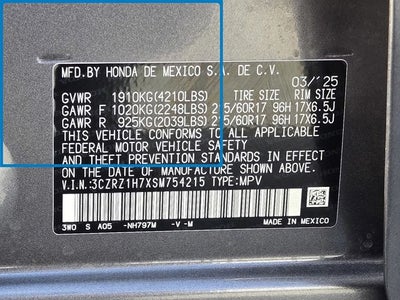 MFD.BY HONDA DE MEXICO S.A. DE C.V.
03/'25
TIRE SIZE RIM SIZE
GVWR 1910KG(4210LBS)
GAWR F 1020KG(2248LBS) 215/60R17 96H 17X6.5J
GAWR R 925KG(2039LBS) 215/60R17 96H 17X6.5J
THIS VEHICLE CONFORMS TO ALL APPLICABLE
FEDERAL MOTOR VEHICLE SAFETY, BUMPER, AND
THEFT PREVENTION STANDARDS IN EFFECT ON THE
DATE OF MANUFACTURE SHOWN ABOVE.
V.I.N:3CZRZ1H7XSM754215 TYPE:MPV
3WO S A05 -NH797M -V -M
MADE IN MEXICO